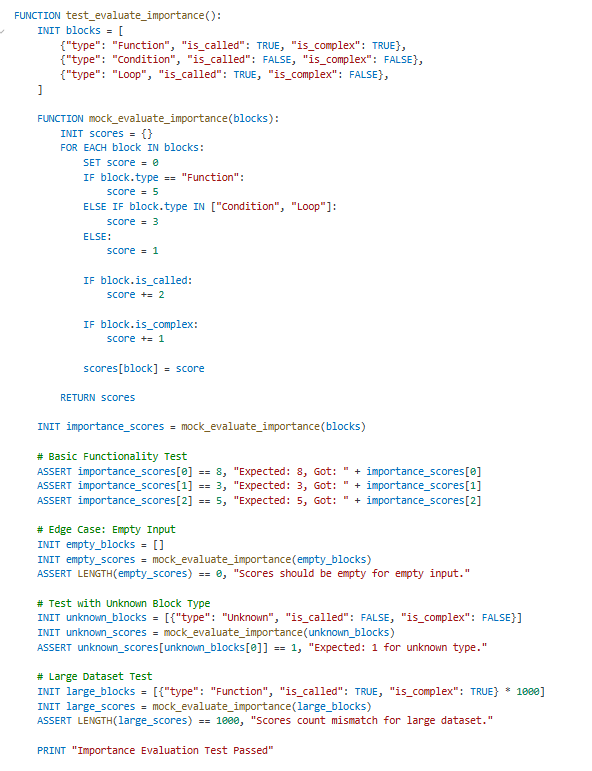 FUNCTION test_evaluate_importance():
    INIT blocks = [
        {"type": "Function", "is_called": TRUE, "is_complex": TRUE},
        {"type": "Condition", "is_called": FALSE, "is_complex": FALSE},
        {"type": "Loop", "is_called": TRUE, "is_complex": FALSE},
    ]
    FUNCTION mock_evaluate_importance(blocks):
        INIT scores = {}
        FOR EACH block IN blocks:
            SET score = 0
            IF block.type == "Function":
                score = 5
            ELSE IF block.type IN ["Condition", "Loop"]:
                score = 3
            ELSE:
                score = 1
            IF block.is_called:
                score += 2
            IF block.is_complex:
                score += 1
            scores[block] = score
        RETURN scores
    INIT importance_scores = mock_evaluate_importance(blocks)
    # Basic Functionality Test
    ASSERT importance_scores[0] == 8, "Expected: 8, Got: " + importance_scores[0]
    ASSERT importance_scores[1] == 3, "Expected: 3, Got: " + importance_scores[1]
    ASSERT importance_scores[2] == 5, "Expected: 5, Got: " + importance_scores[2]
    # Edge Case: Empty Input
    INIT empty_blocks = []
    INIT empty_scores = mock_evaluate_importance(empty_blocks)
    ASSERT LENGTH(empty_scores) == 0, "Scores should be empty for empty input."
    # Test with Unknown Block Type
    INIT unknown_blocks = [{"type": "Unknown", "is_called": FALSE, "is_complex": FALSE}]
    INIT unknown_scores = mock_evaluate_importance(unknown_blocks)
    ASSERT unknown_scores[unknown_blocks[0]] == 1, "Expected: 1 for unknown type."
    # Large Dataset Test
    INIT large_blocks = [{"type": "Function", "is_called": TRUE, "is_complex": TRUE} * 1000]
    INIT large_scores = mock_evaluate_importance(large_blocks)
    ASSERT LENGTH(large_scores) == 1000, "Scores count mismatch for large dataset."
    PRINT "Importance Evaluation Test Passed"